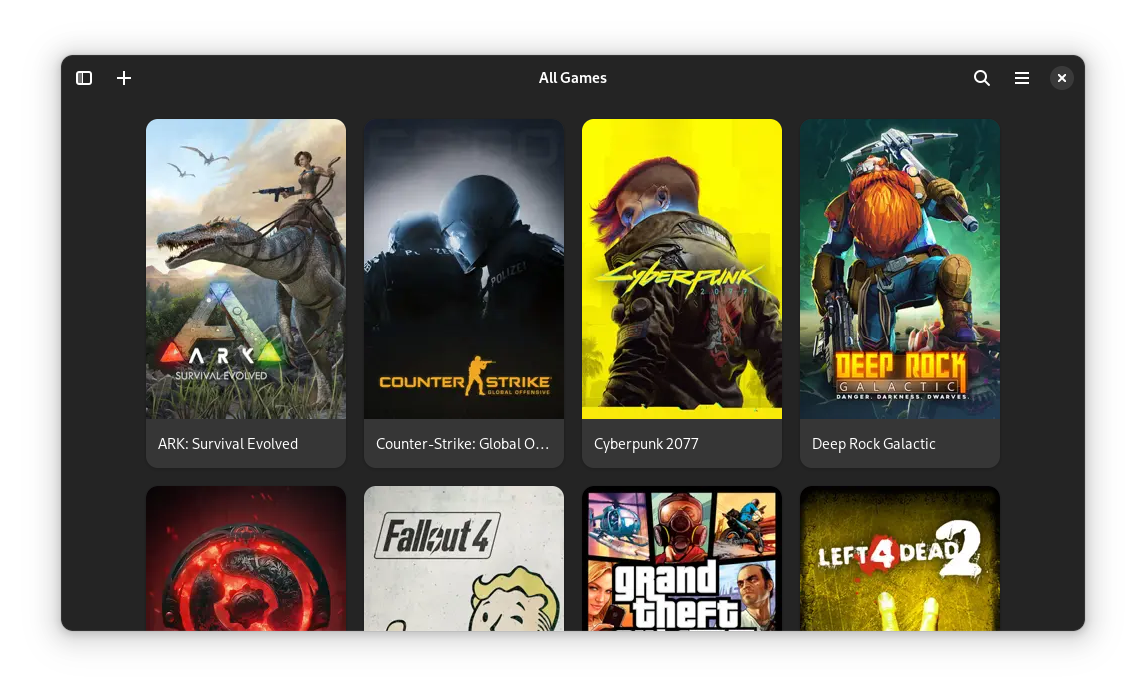 All Games
CSGO
POLIZEI
ARK
SURVIVAL EVOLVED
COUNTER STRIKE
GLOBAL OFFENSIVE
CYBERPUNK
2077
DEEP ROCK
GALACTIC
DANGER. DARKNESS. DWARVES.
ARK: Survival Evolved
Counter-Strike: Global O…
Cyberpunk 2077
Deep Rock Galactic
Fallout 4
grand
theft
LEFT 4 DEAD 2